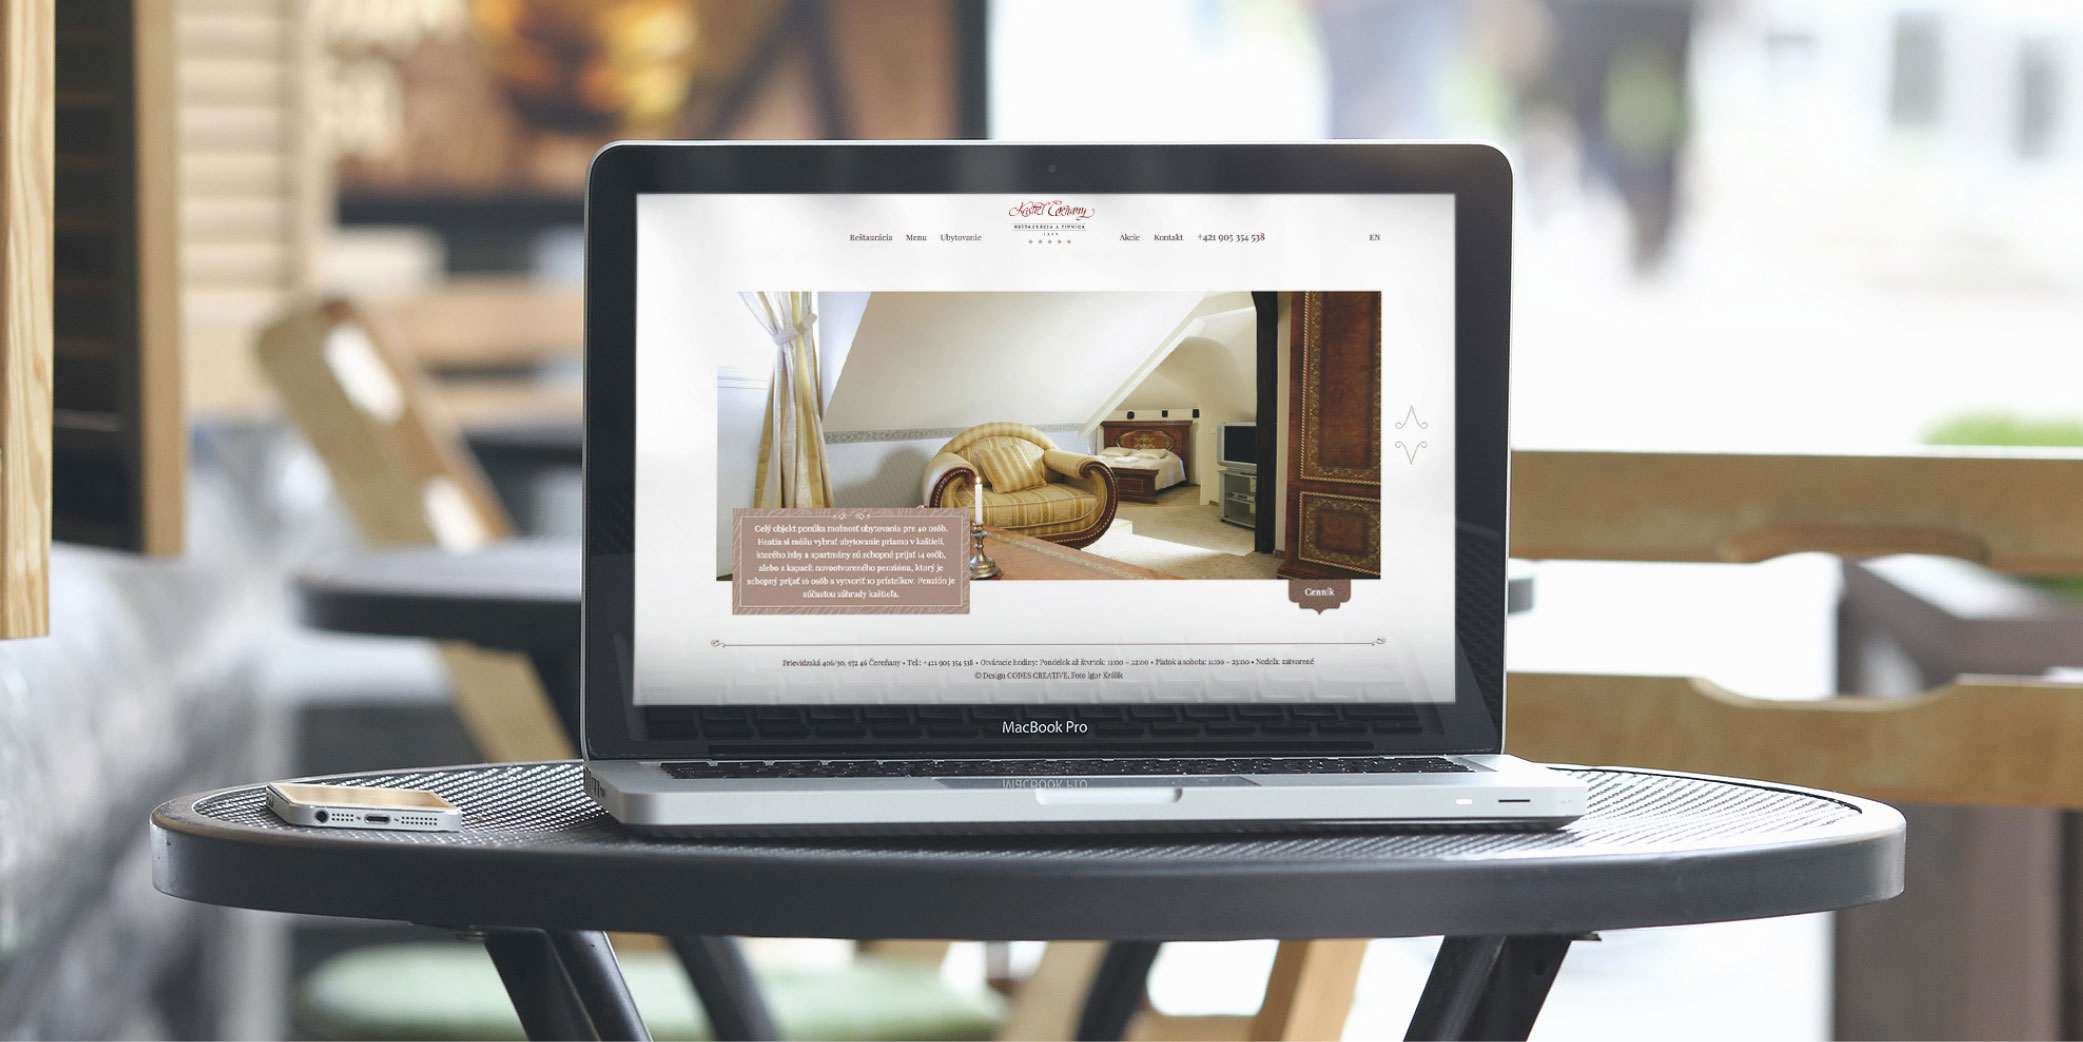 Kaštieľ Čereňany
REŠTAURÁCIA A PIVNICA
Reštaurácia Menu Ubytovanie Akcie Kontakt +421 905 354 538 EN
Celý objekt ponúka možnosť ubytovania pre 40 osôb.
Hostia si môžu vybrať ubytovanie priamo v kaštieli,
ktorého izby a apartmány sú schopné prijať 14 osôb,
alebo z kapacít novootvoreného penziónu, ktorý je
schopný prijať 16 osôb a vytvoriť 10 prístelkov. Penzión je
súčasťou záhrady kaštieľa.
Cenník
Prievidzská 406/30, 972 46 Čereňany • Tel.: +421 905 354 538 • Otváracie hodiny: Pondelok až štvrtok: 11:00 – 22:00 • Piatok a sobota: 11:00 – 23:00 • Nedeľa: zatvorené
© Design CODES CREATIVE, Foto Igor Králik
MacBook Pro